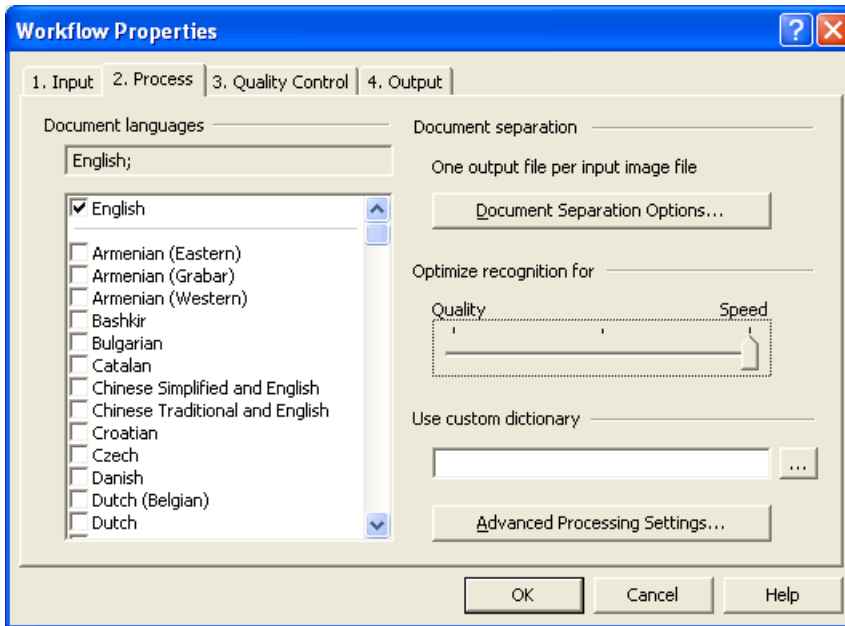 Workflow Properties
1. Input 2. Process 3. Quality Control 4. Output
Document languages
English;
English
Armenian (Eastern)
Armenian (Grabar)
Armenian (Western)
Bashkir
Bulgarian
Catalan
Chinese Simplified and English
Chinese Traditional and English
Croatian
Czech
Danish
Dutch (Belgian)
Dutch
Document separation
One output file per input image file
Document Separation Options...
Optimize recognition for
Quality Speed
Use custom dictionary
...
Advanced Processing Settings...
OK Cancel Help